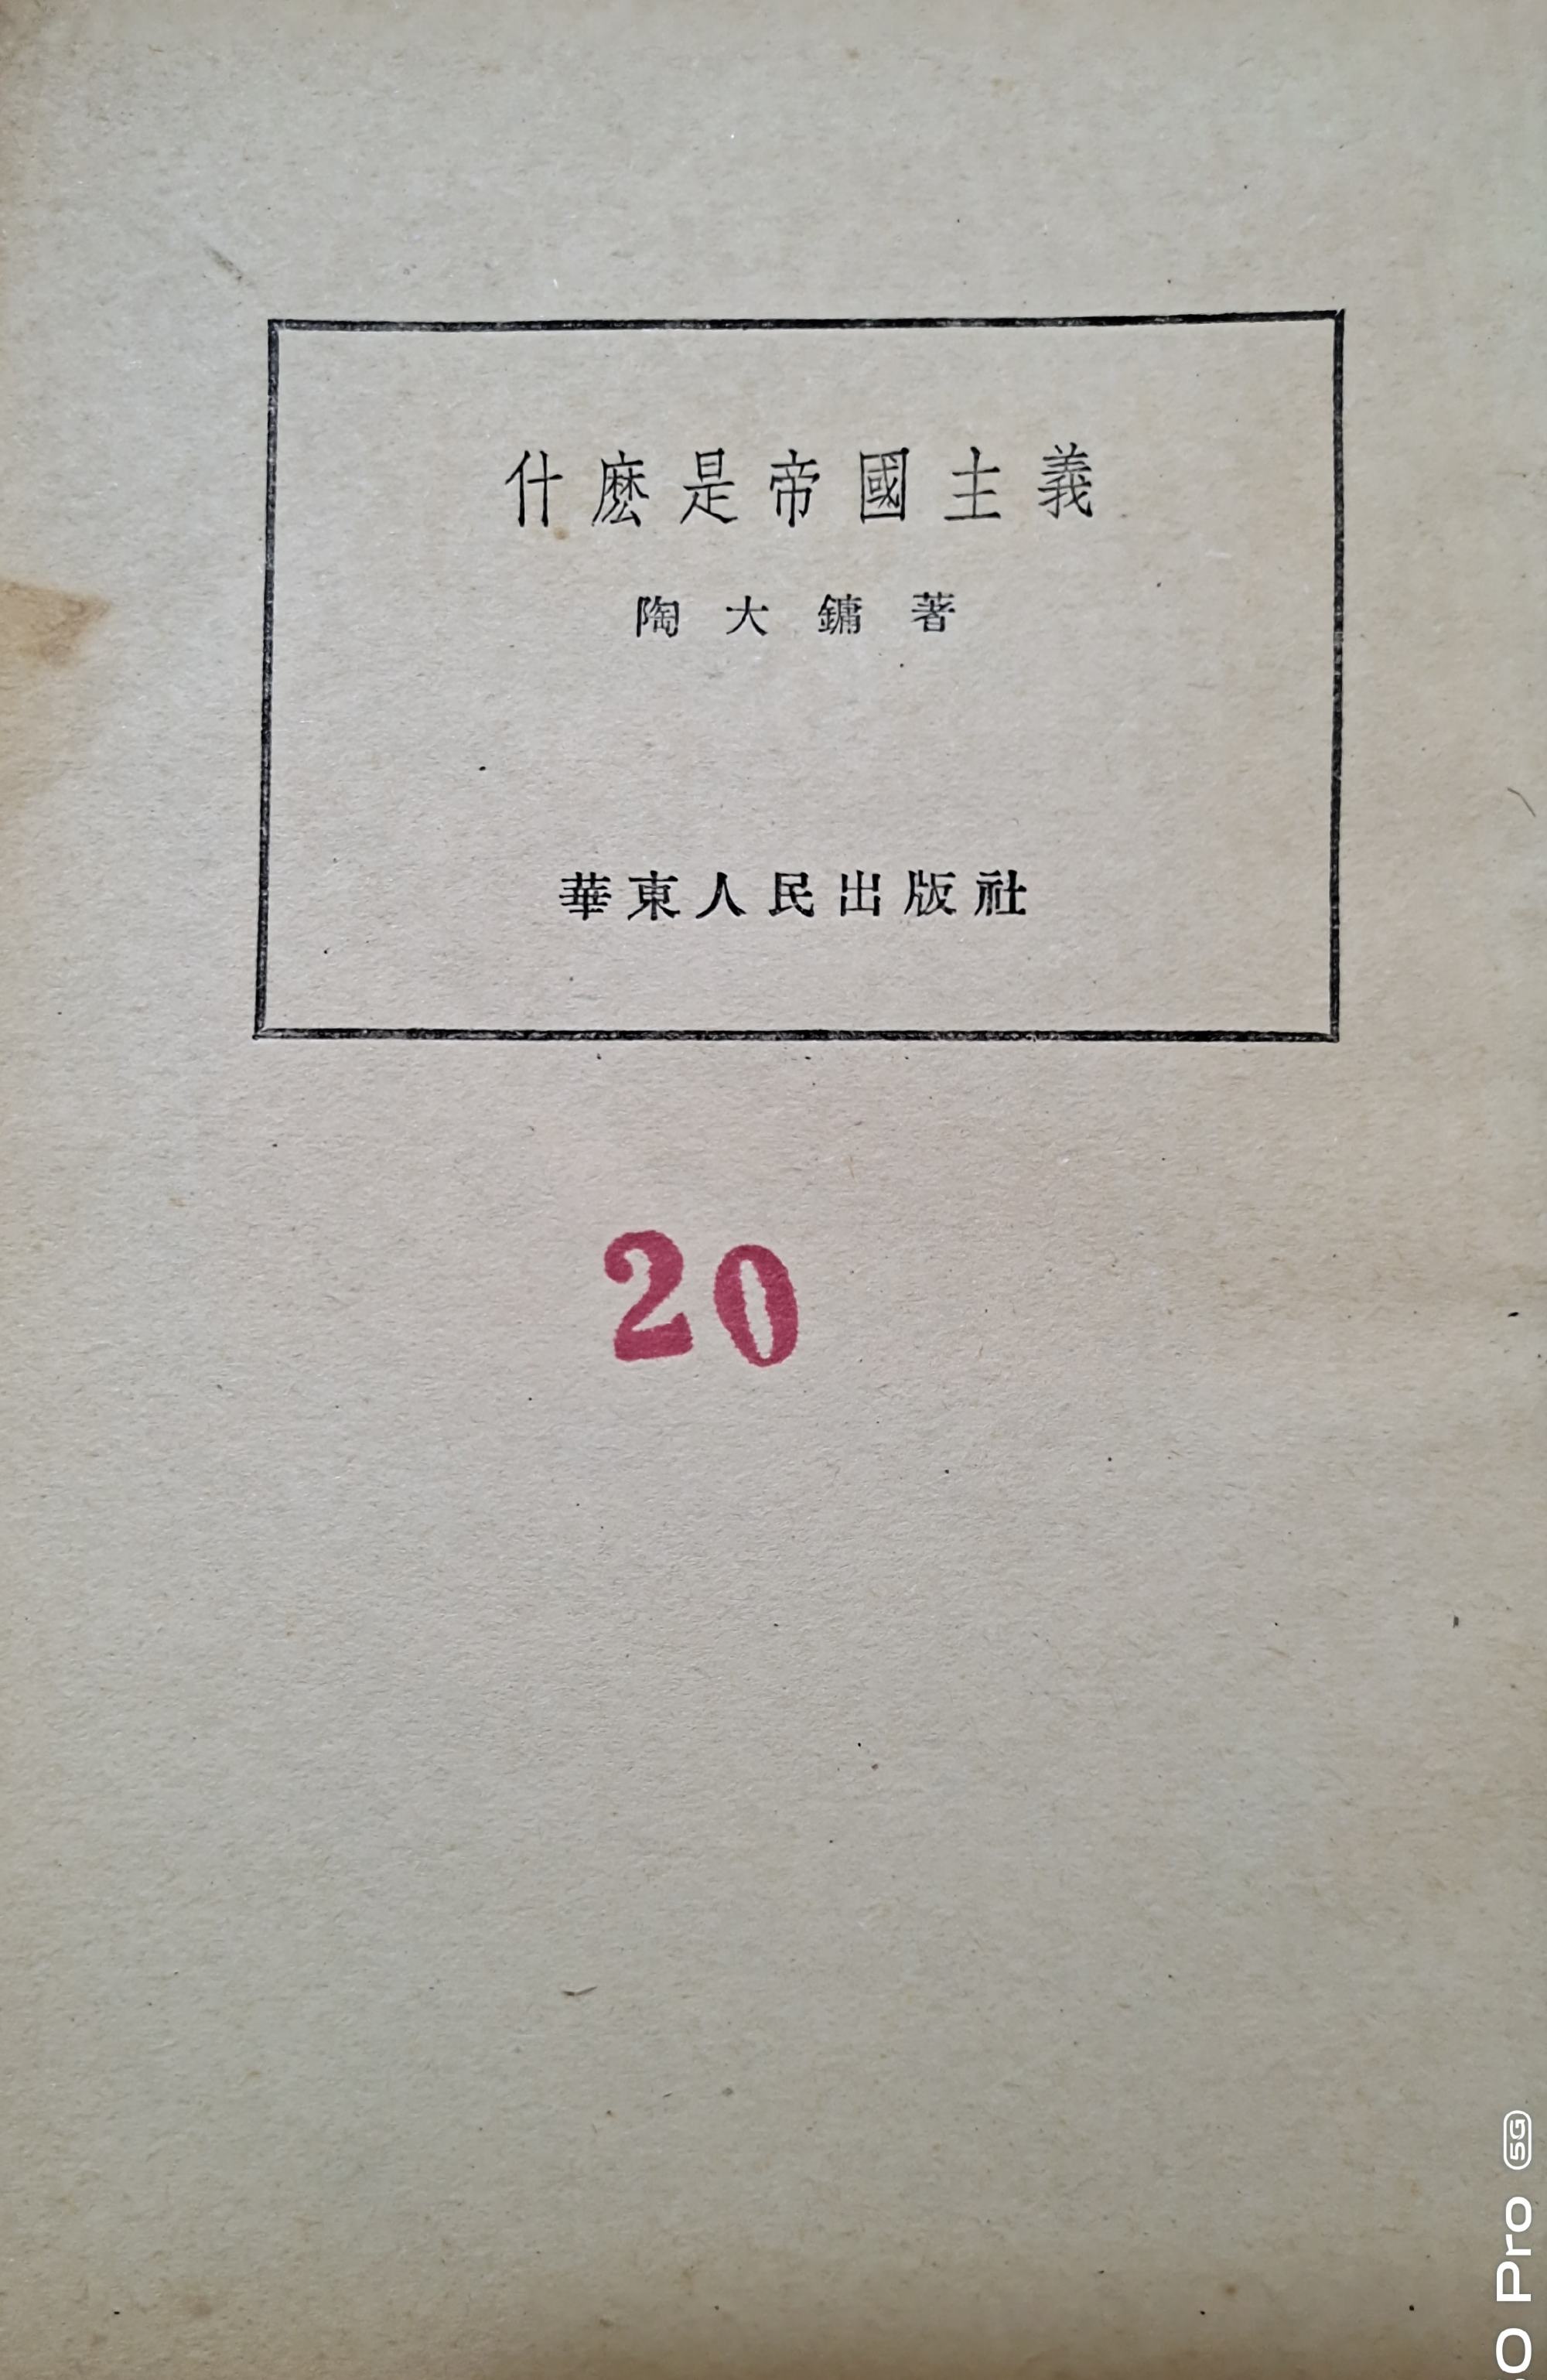 什麽是帝國主義
陶大鏞著
華東人民出版社
20
O Pro 5G